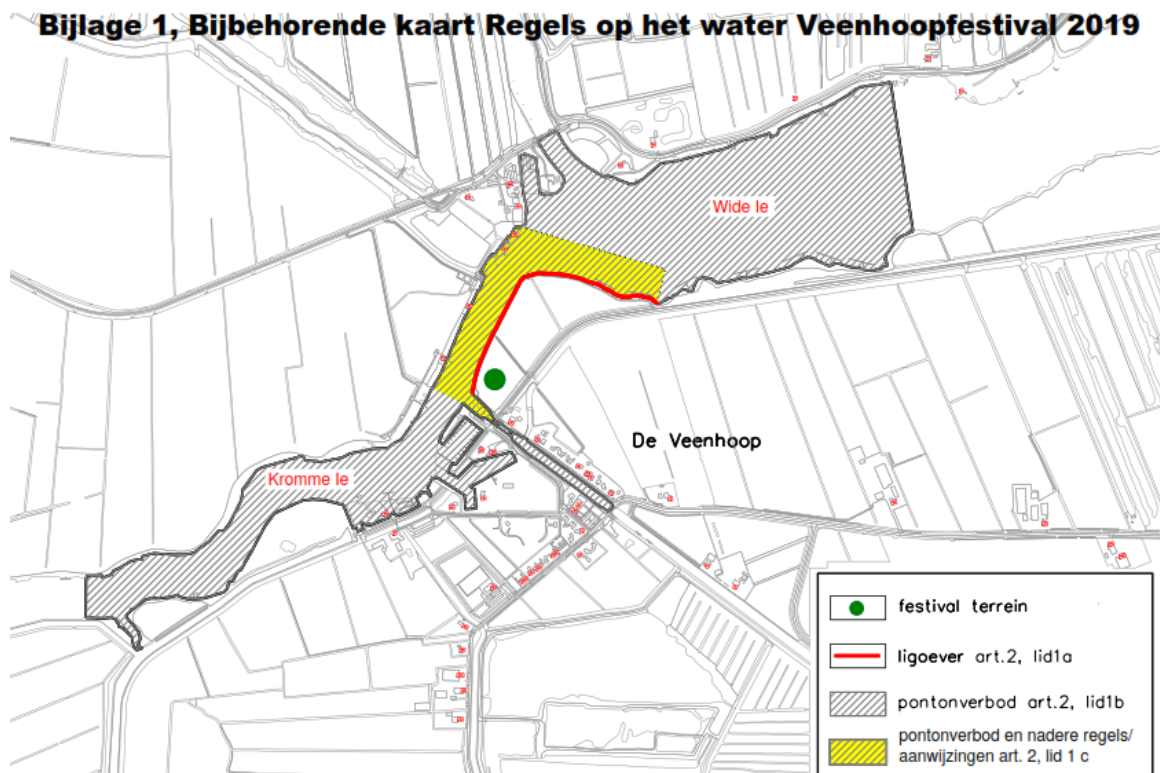 Bijlage 1, Bijbehorende kaart Regels op het water Veenhoopfestival 2019
Wide Ie
De Veenhoop
Kromme Ie
festival terrein
ligoever art.2, lid1a
pontonverbod art.2, lid1b
pontonverbod en nadere regels/
aanwijzingen art. 2, lid 1 c